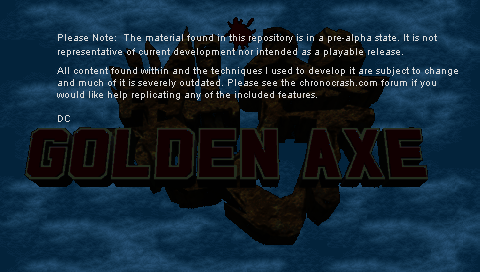 Please Note: The material found in this repository is in a pre-alpha state. It is not
representative of current development nor intended as a playable release.
All content found within and the techniques I used to develop it are subject to change
and much of it is severely outdated. Please see the chronocrash.com forum if you
would like help replicating any of the included features.
DC
GOLDEN AXE